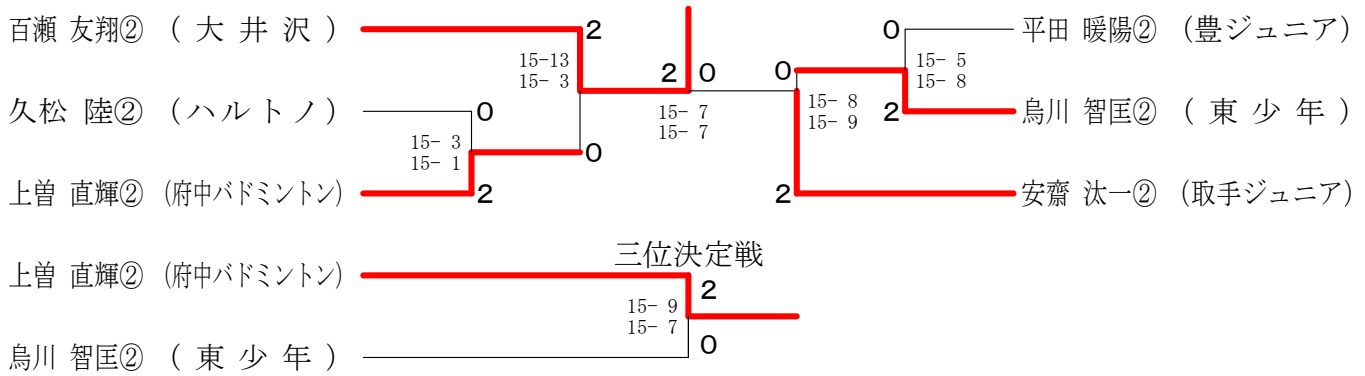 百瀬 友翔② (大井沢) 2 0 平田 暖陽② (豊ジュニア)
15-13 2 0 0 15- 5
15- 3 15- 8
久松 陸② (ハルトノ) 0 15- 7 15- 8 2 烏川 智匡② (東少年)
15- 3 15- 7 15- 9
15- 1 0
上曽 直輝② (府中バドミントン) 2 2 安齋 汰一② (取手ジュニア)
三位決定戦
上曽 直輝② (府中バドミントン) 2
15- 9
15- 7
烏川 智匡② (東少年) 0